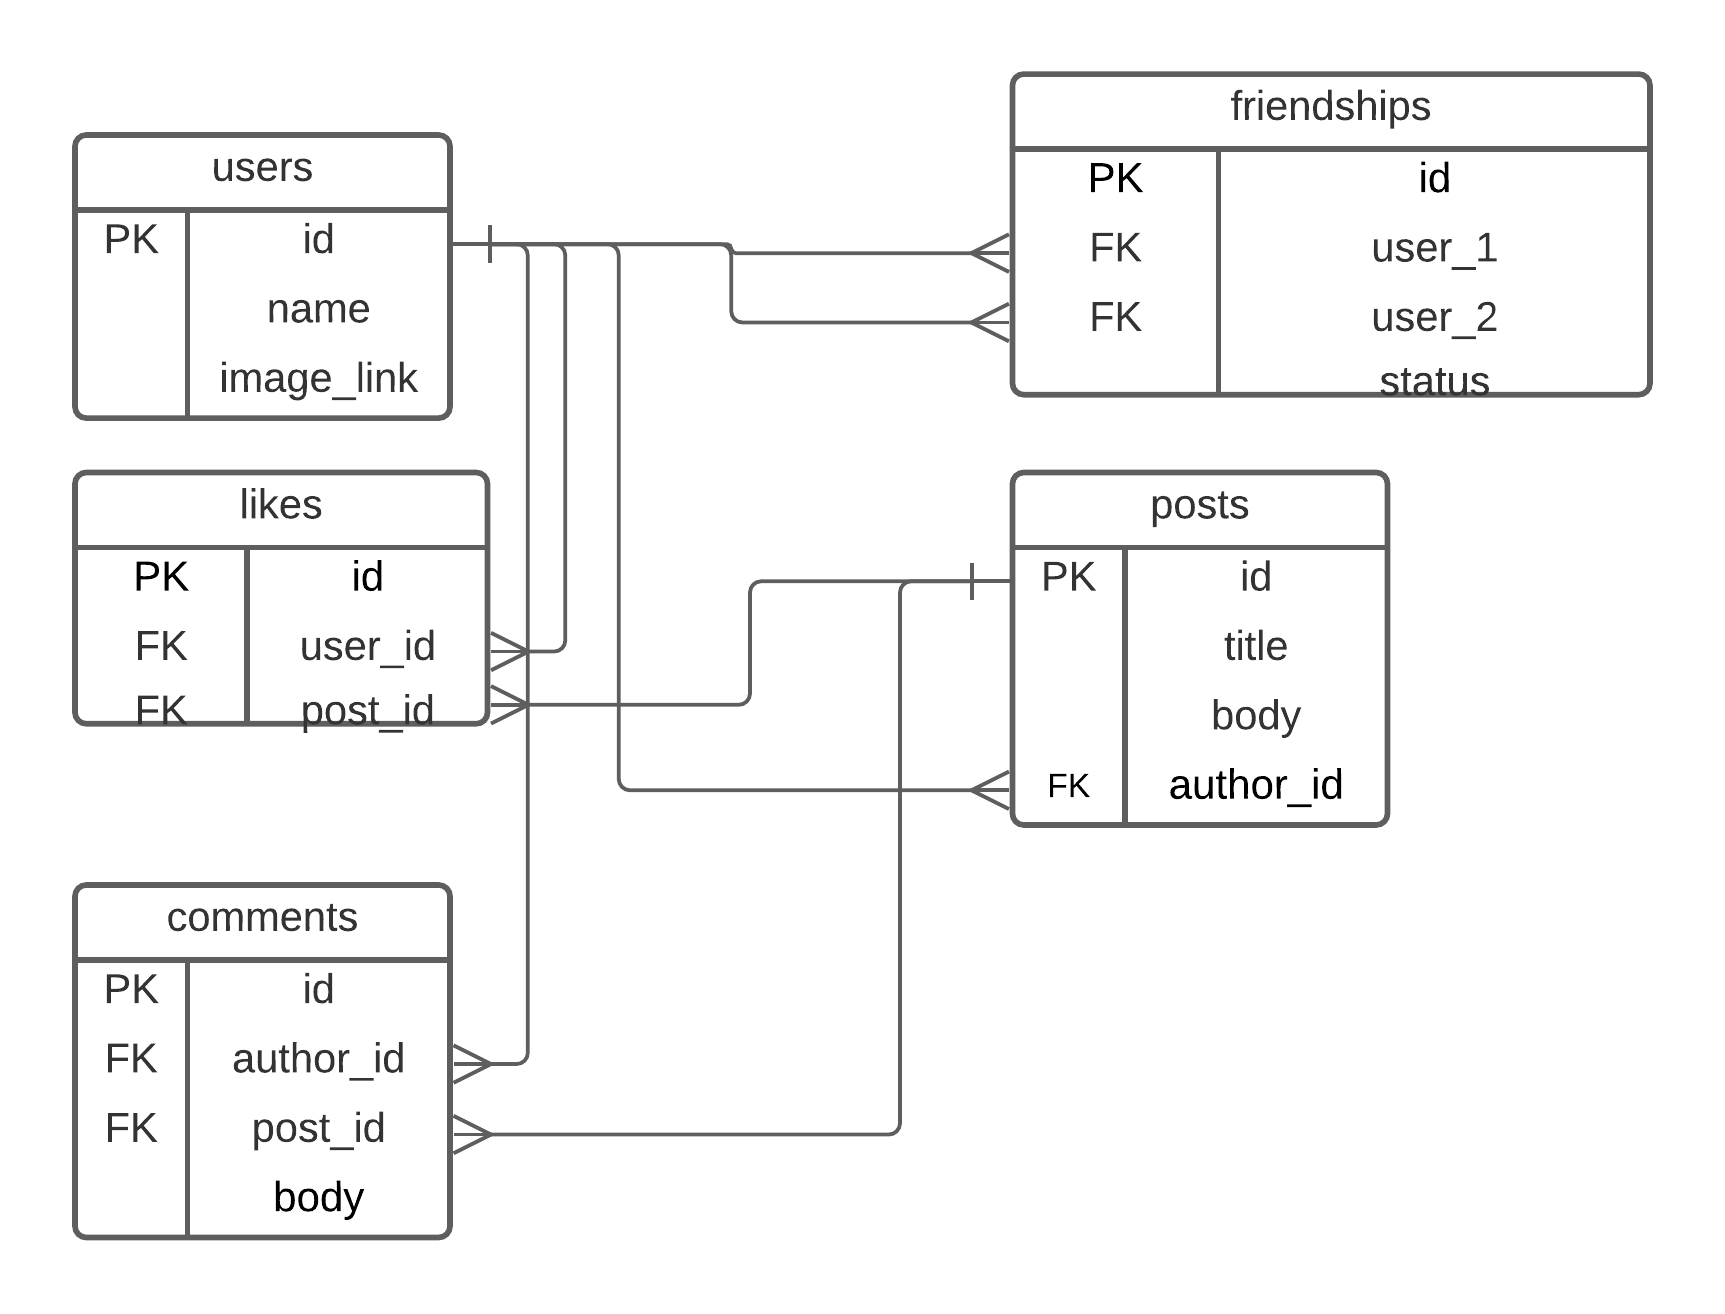 users
PK id
name
image_link
friendships
PK id
FK user_1
FK user_2
status
likes
PK id
FK user_id
FK post_id
posts
PK id
title
body
FK author_id
comments
PK id
FK author_id
FK post_id
body